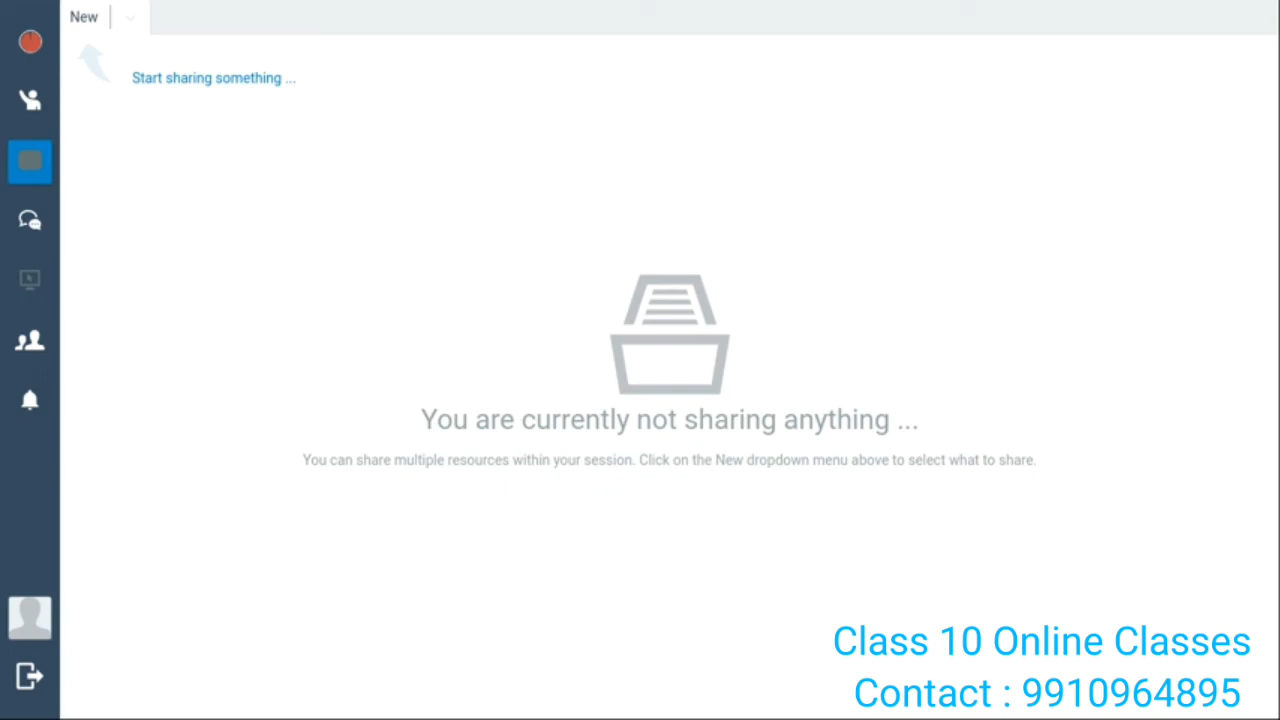 New
Start sharing something ...
You are currently not sharing anything ...
You can share multiple resources within your session. Click on the New dropdown menu above to select what to share.
Class 10 Online Classes
Contact : 9910964895